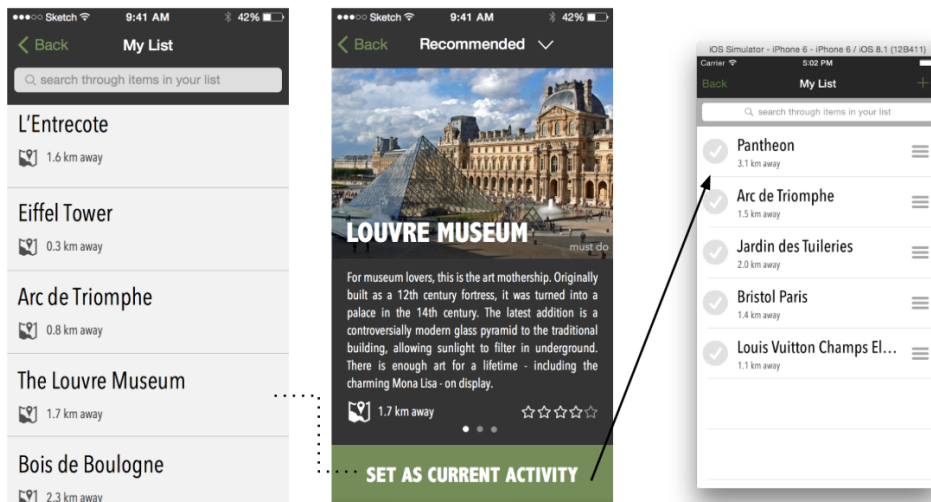 Sketch 9:41 AM 42%
Back My List
search through items in your list
L'Entrecote
1.6 km away
Eiffel Tower
0.3 km away
Arc de Triomphe
0.8 km away
The Louvre Museum
1.7 km away
Bois de Boulogne
2.3 km away
Sketch 9:41 AM 42%
Back Recommended
LOUVRE MUSEUM
must do
For museum lovers, this is the art mothership. Originally
built as a 12th century fortress, it was turned into a
palace in the 14th century. The latest addition is a
controversially modern glass pyramid to the traditional
building, allowing sunlight to filter in underground.
There is enough art for a lifetime - including the
charming Mona Lisa - on display.
1.7 km away
SET AS CURRENT ACTIVITY
iOS Simulator - iPhone 6 - iPhone 6 / iOS 8.1 (12B411)
Carrier 5:02 PM
Back My List +
search through items in your list
Pantheon
3.1 km away
Arc de Triomphe
1.5 km away
Jardin des Tuileries
2.0 km away
Bristol Paris
1.4 km away
Louis Vuitton Champs El...
1.1 km away